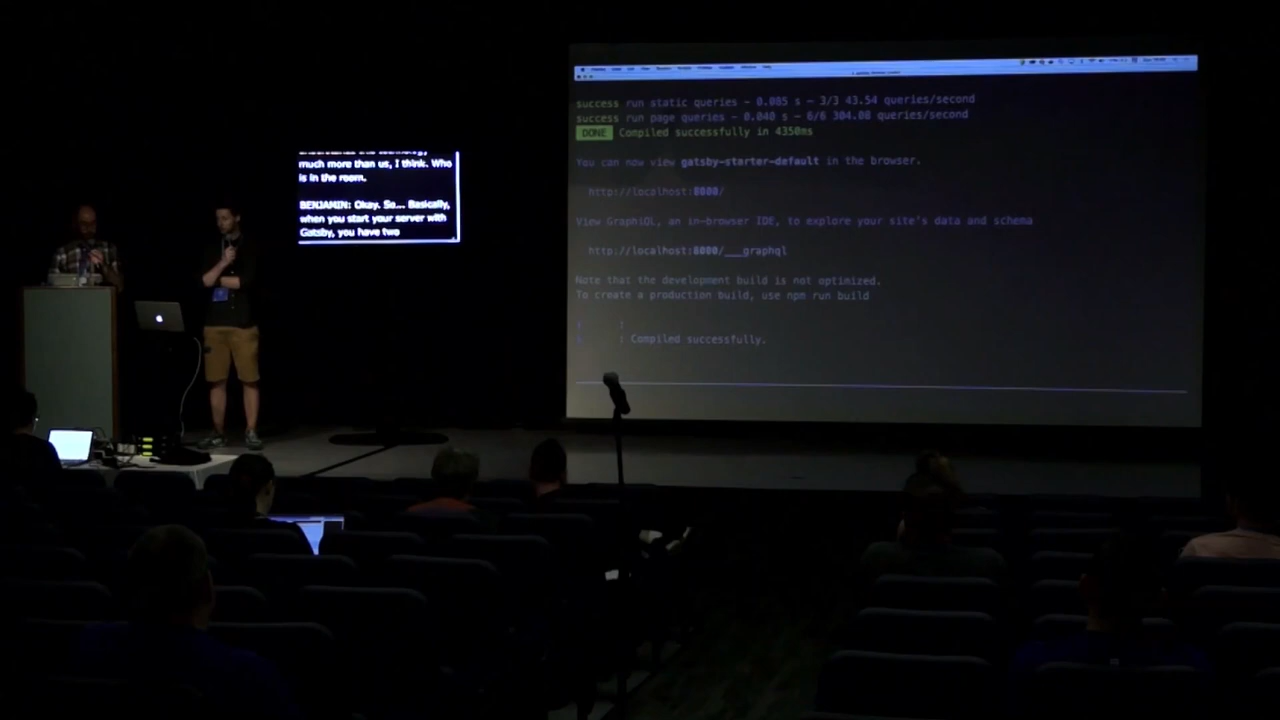 much more than us, I think. Who
is in the room.
BENJAMIN: Okay. So... Basically,
when you start your server with
Gatsby, you have two
success run static queries - 0.085 s - 3/3 43.54 queries/second
success run page queries - 0.040 s - 6/6 304.08 queries/second
DONE Compiled successfully in 4350ms
You can now view gatsby-starter-default in the browser.
http://localhost:8000/
View GraphiQL, an in-browser IDE, to explore your site's data and schema
http://localhost:8000/___graphql
Note that the development build is not optimized.
To create a production build, use npm run build
: Compiled successfully.